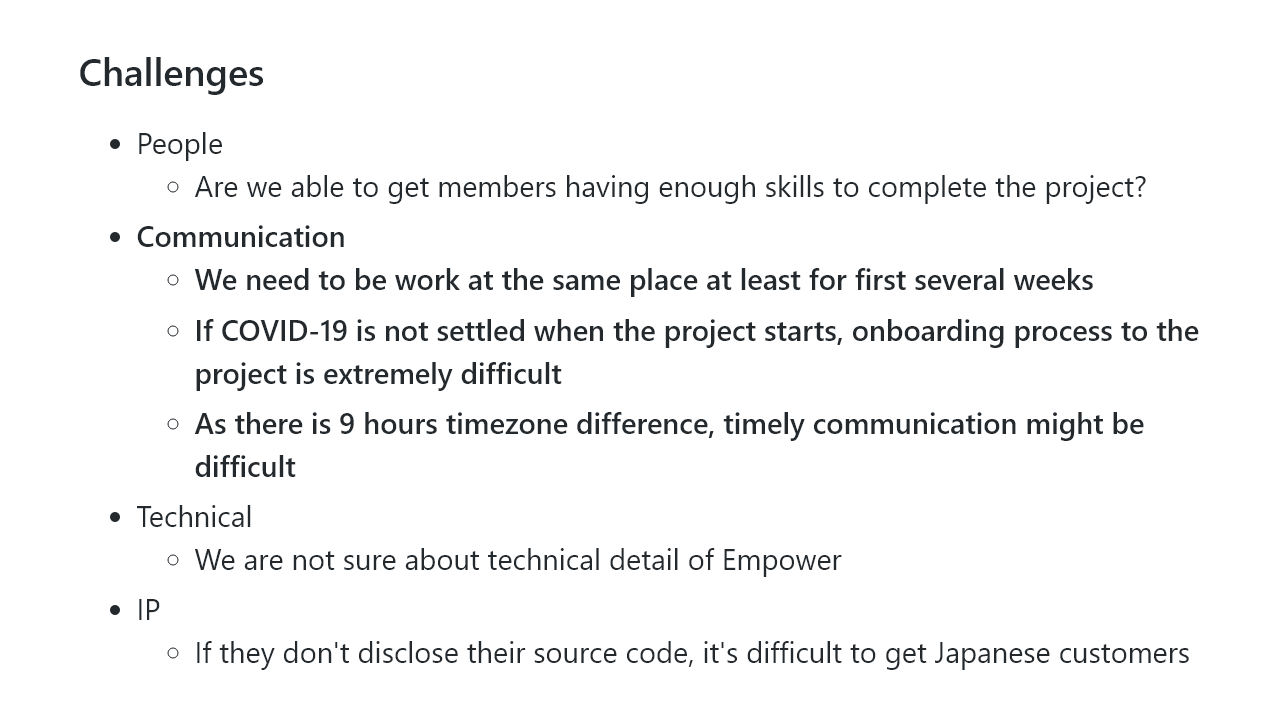 Challenges
People
Are we able to get members having enough skills to complete the project?
Communication
We need to be work at the same place at least for first several weeks
If COVID-19 is not settled when the project starts, onboarding process to the
project is extremely difficult
As there is 9 hours timezone difference, timely communication might be
difficult
Technical
We are not sure about technical detail of Empower
IP
If they don't disclose their source code, it's difficult to get Japanese customers